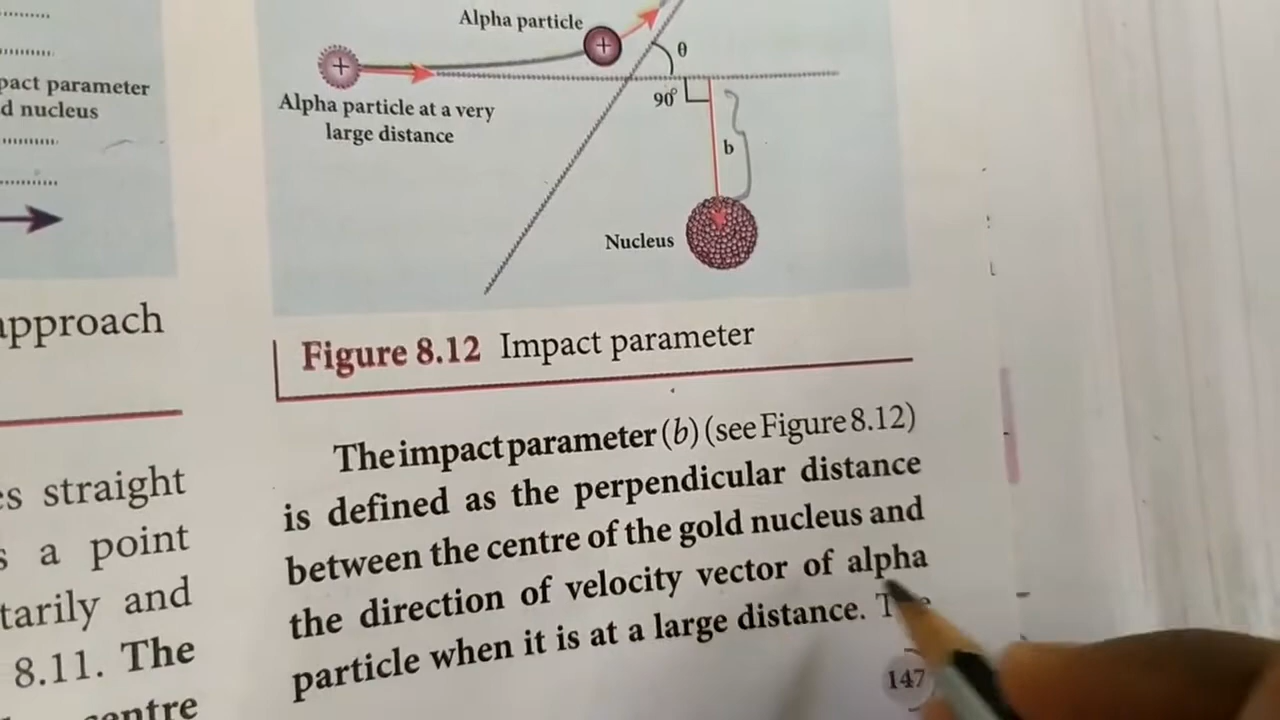 pact parameter
d nucleus
approach
s straight
s a point
tarily and
8.11. The
centre
Alpha particle
+
+
θ
Alpha particle at a very
large distance
90°
b
Nucleus
Figure 8.12 Impact parameter
The impact parameter (b) (see Figure 8.12)
is defined as the perpendicular distance
between the centre of the gold nucleus and
the direction of velocity vector of alpha
particle when it is at a large distance. The
147